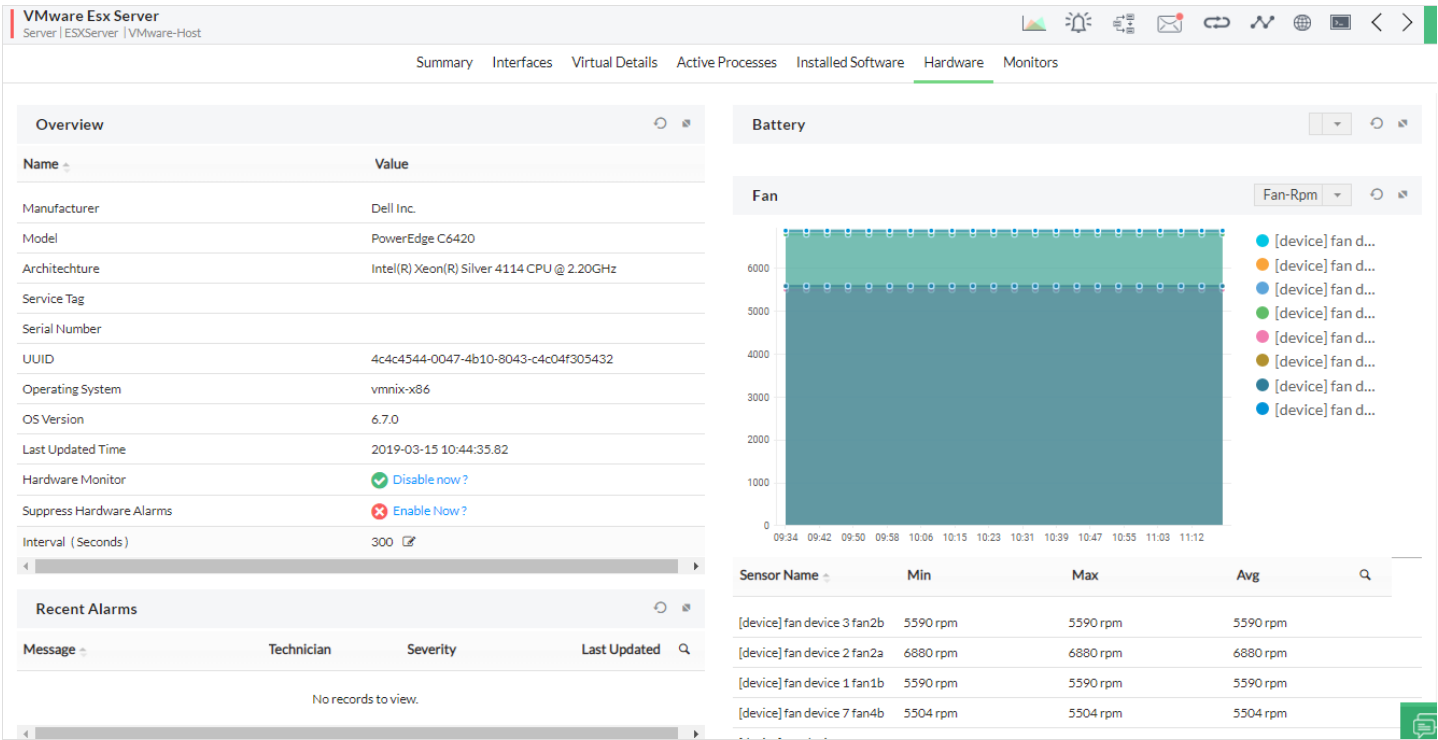 VMware Esx Server
Server | ESXServer | VMware-Host
Summary Interfaces Virtual Details Active Processes Installed Software Hardware Monitors
Overview
Name Value
Manufacturer Dell Inc.
Model PowerEdge C6420
Architechture Intel(R) Xeon(R) Silver 4114 CPU @ 2.20GHz
Service Tag
Serial Number
UUID 4c4c4544-0047-4b10-8043-c4c04f305432
Operating System vmnix-x86
OS Version 6.7.0
Last Updated Time 2019-03-15 10:44:35.82
Hardware Monitor Disable now ?
Suppress Hardware Alarms Enable Now ?
Interval ( Seconds ) 300
Recent Alarms
Message Technician Severity Last Updated
No records to view.
Battery
Fan Fan-Rpm
6000
5000
4000
3000
2000
1000
0
09:34 09:42 09:50 09:58 10:06 10:15 10:23 10:31 10:39 10:47 10:55 11:03 11:12
[device] fan d...
[device] fan d...
[device] fan d...
[device] fan d...
[device] fan d...
[device] fan d...
[device] fan d...
[device] fan d...
Sensor Name Min Max Avg
[device] fan device 3 fan2b 5590 rpm 5590 rpm 5590 rpm
[device] fan device 2 fan2a 6880 rpm 6880 rpm 6880 rpm
[device] fan device 1 fan1b 5590 rpm 5590 rpm 5590 rpm
[device] fan device 7 fan4b 5504 rpm 5504 rpm 5504 rpm